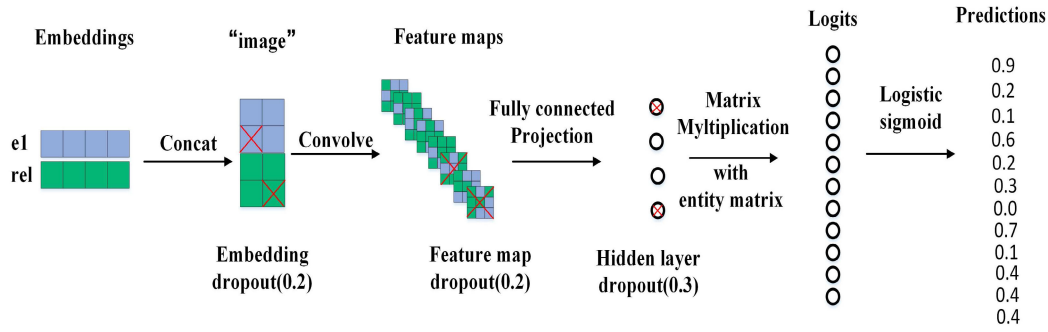 Embeddings
"image"
Feature maps
Logits
Predictions
e1
rel
Concat
Convolve
Fully connected
Projection
Matrix
Myltiplication
with
entity matrix
Logistic
sigmoid
0.9
0.2
0.1
0.6
0.2
0.3
0.0
0.7
0.1
0.4
0.4
0.4
Embedding
dropout(0.2)
Feature map
dropout(0.2)
Hidden layer
dropout(0.3)